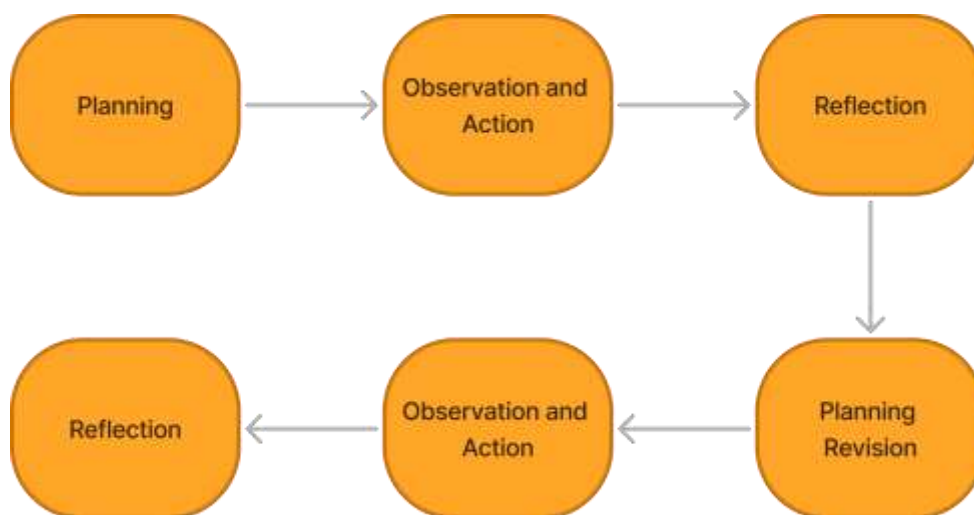 Planning
Observation and
Action
Reflection
Planning
Revision
Observation and
Action
Reflection